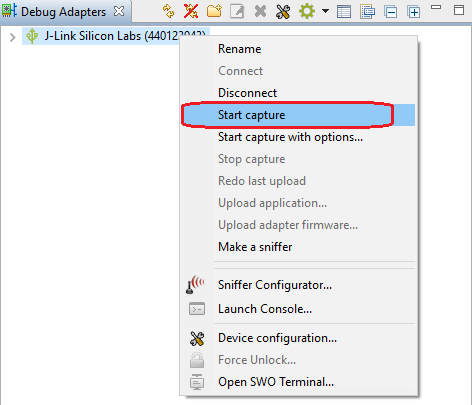 Debug Adapters
J-Link Silicon Labs (440123043)
Rename
Connect
Disconnect
Start capture
Start capture with options...
Stop capture
Redo last upload
Upload application...
Upload adapter firmware...
Make a sniffer
Sniffer Configurator...
Launch Console...
Device configuration...
Force Unlock...
Open SWO Terminal...